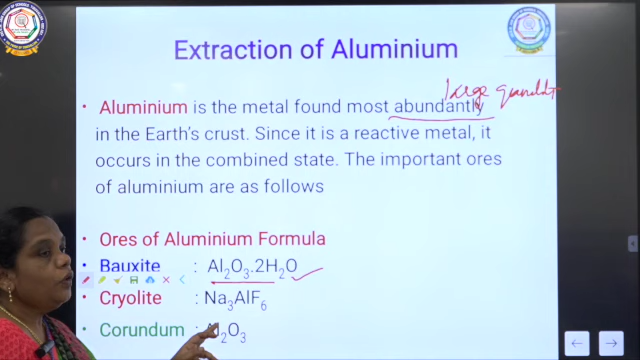 Extraction of Aluminium
large quantit
• Aluminium is the metal found most abundantly
in the Earth's crust. Since it is a reactive metal, it
occurs in the combined state. The important ores
of aluminium are as follows
• Ores of Aluminium Formula
• Bauxite : Al₂O₃.2H₂O
• Cryolite : Na₃AlF₆
• Corundum : Al₂O₃